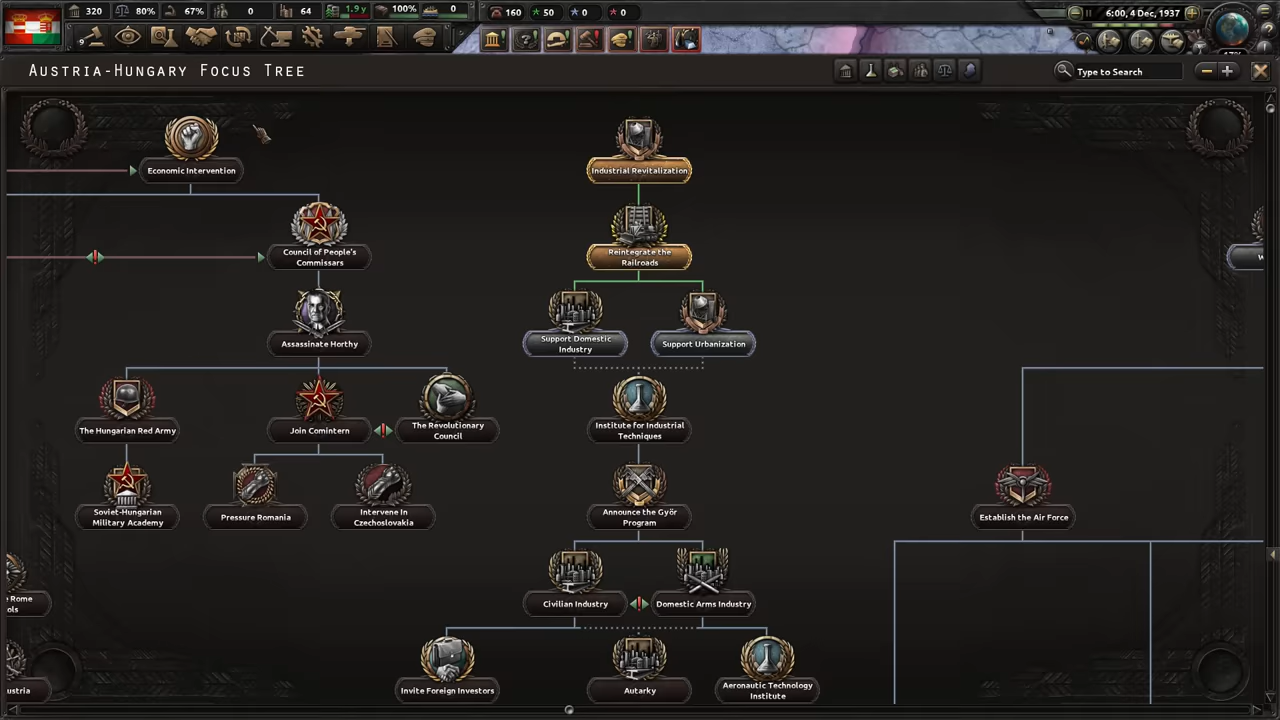 320
80%
67%
0
64
1.9 y
100%
0
160
50
0
0
6:00, 4 Dec, 1937
9
Austria-Hungary Focus Tree
Type to Search
Economic Intervention
Industrial Revitalization
Council of People's
Commissars
Reintegrate the
Railroads
Assassinate Horthy
Support Domestic
Industry
Support Urbanization
The Hungarian Red Army
Join Comintern
The Revolutionary
Council
Institute for Industrial
Techniques
Soviet-Hungarian
Military Academy
Pressure Romania
Intervene In
Czechoslovakia
Announce the Győr
Program
Establish the Air Force
e Rome
ols
Civilian Industry
Domestic Arms Industry
ustria
Invite Foreign Investors
Autarky
Aeronautic Technology
Institute